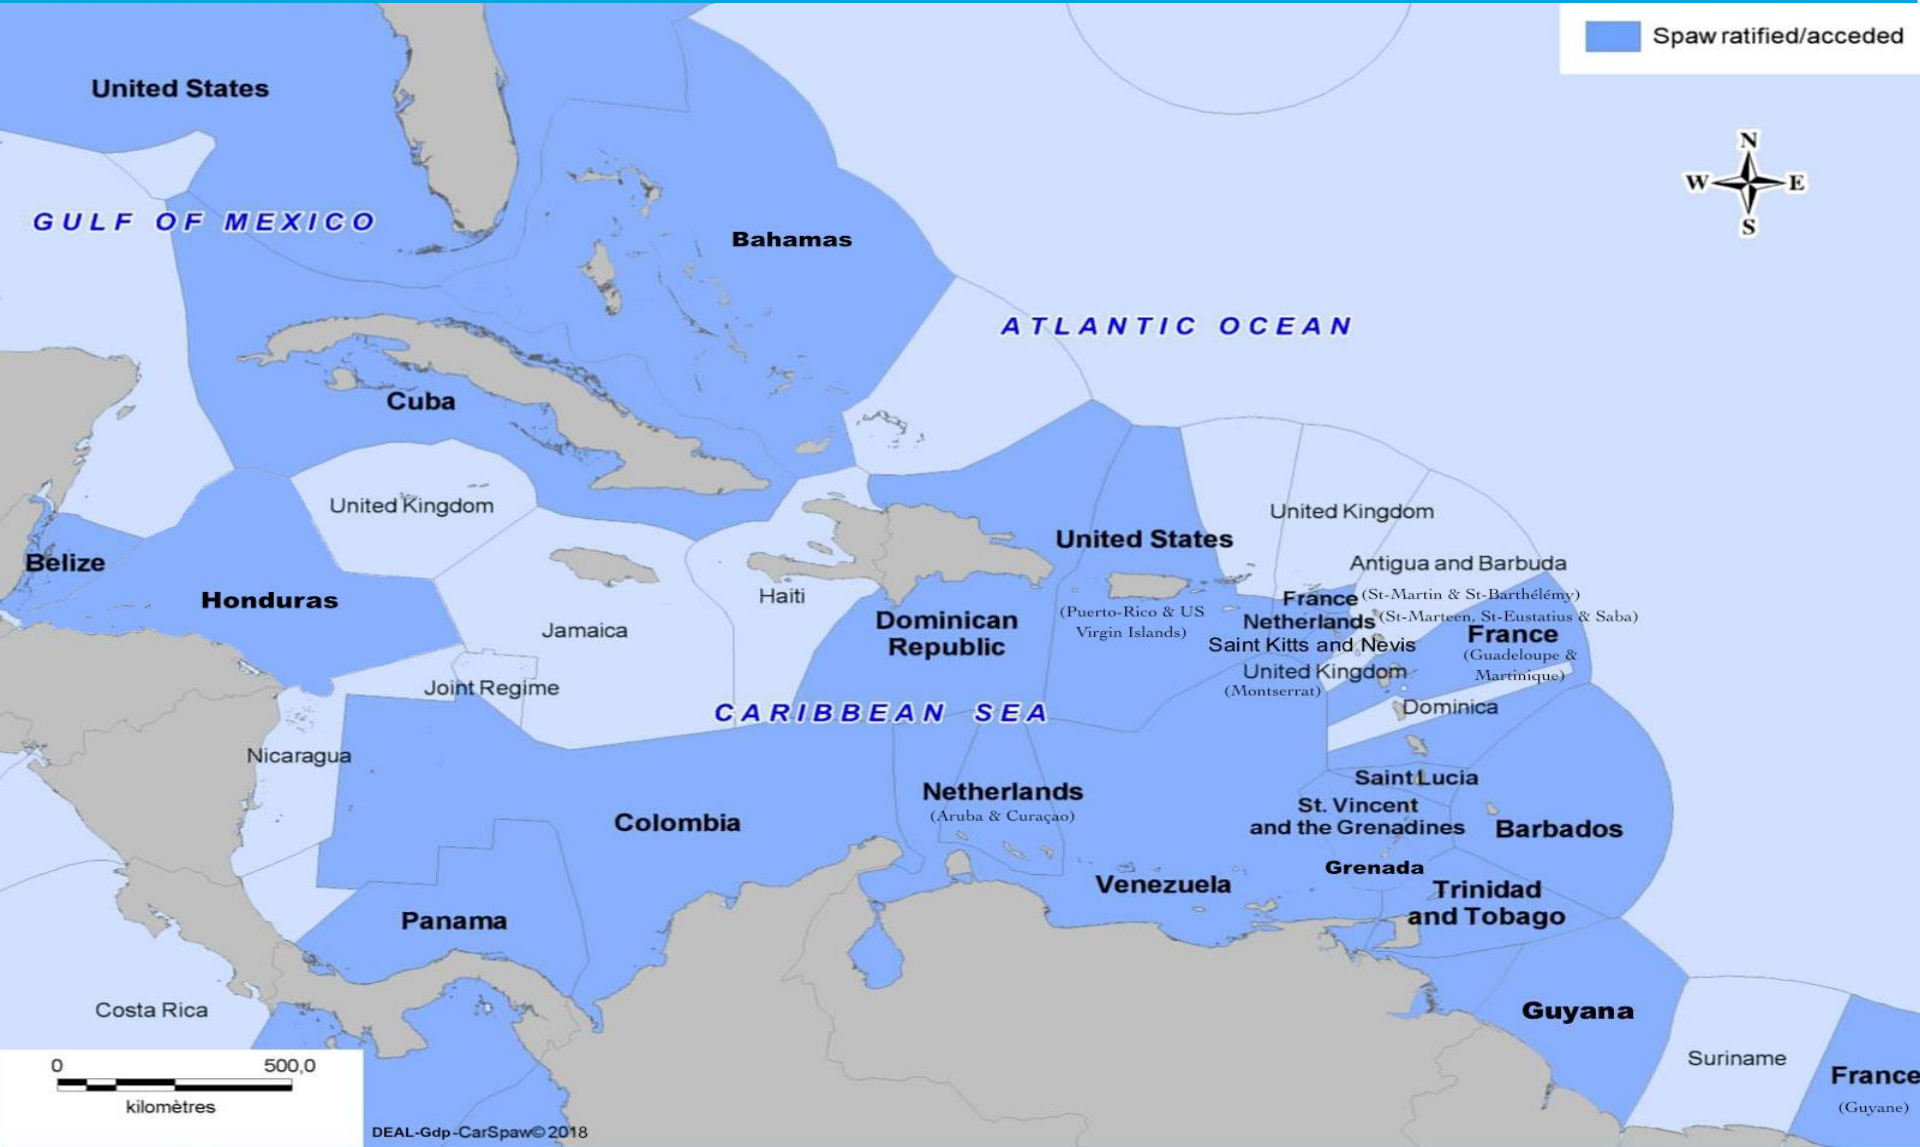 Spaw ratified/acceded
United States
N
W E
S
GULF OF MEXICO
Bahamas
ATLANTIC OCEAN
Cuba
United Kingdom
United Kingdom
United States
Belize
Antigua and Barbuda
Honduras
Haiti
France (St-Martin & St-Barthélémy)
(Puerto-Rico & US
Virgin Islands)
Netherlands (St-Marteen, St-Eustatius & Saba)
Dominican
Republic
Jamaica
France
Saint Kitts and Nevis
(Guadeloupe &
Martinique)
United Kingdom
(Montserrat)
Joint Regime
Dominica
CARIBBEAN SEA
Nicaragua
Saint Lucia
Netherlands
(Aruba & Curaçao)
St. Vincent
and the Grenadines
Colombia
Barbados
Grenada
Venezuela
Trinidad
and Tobago
Panama
Costa Rica
Guyana
Suriname
France
(Guyane)
0 500,0
kilomètres
DEAL-Gdp-CarSpaw© 2018